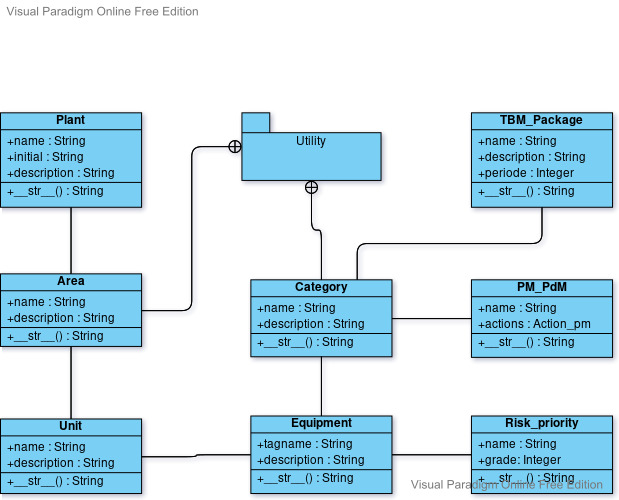 Visual Paradigm Online Free Edition
Plant
+name : String
+initial : String
+description : String
+__str__() : String
Utility
TBM_Package
+name : String
+description : String
+periode : Integer
+__str__() : String
Area
+name : String
+description : String
+__str__() : String
Category
+name : String
+description : String
+__str__() : String
PM_PdM
+name : String
+actions : Action_pm
+__str__() : String
Unit
+name : String
+description : String
+__str__() : String
Equipment
+tagname : String
+description : String
+__str__() : String
Risk_priority
+name : String
+grade: Integer
+__str__() : String
Visual Paradigm Online Free Edition